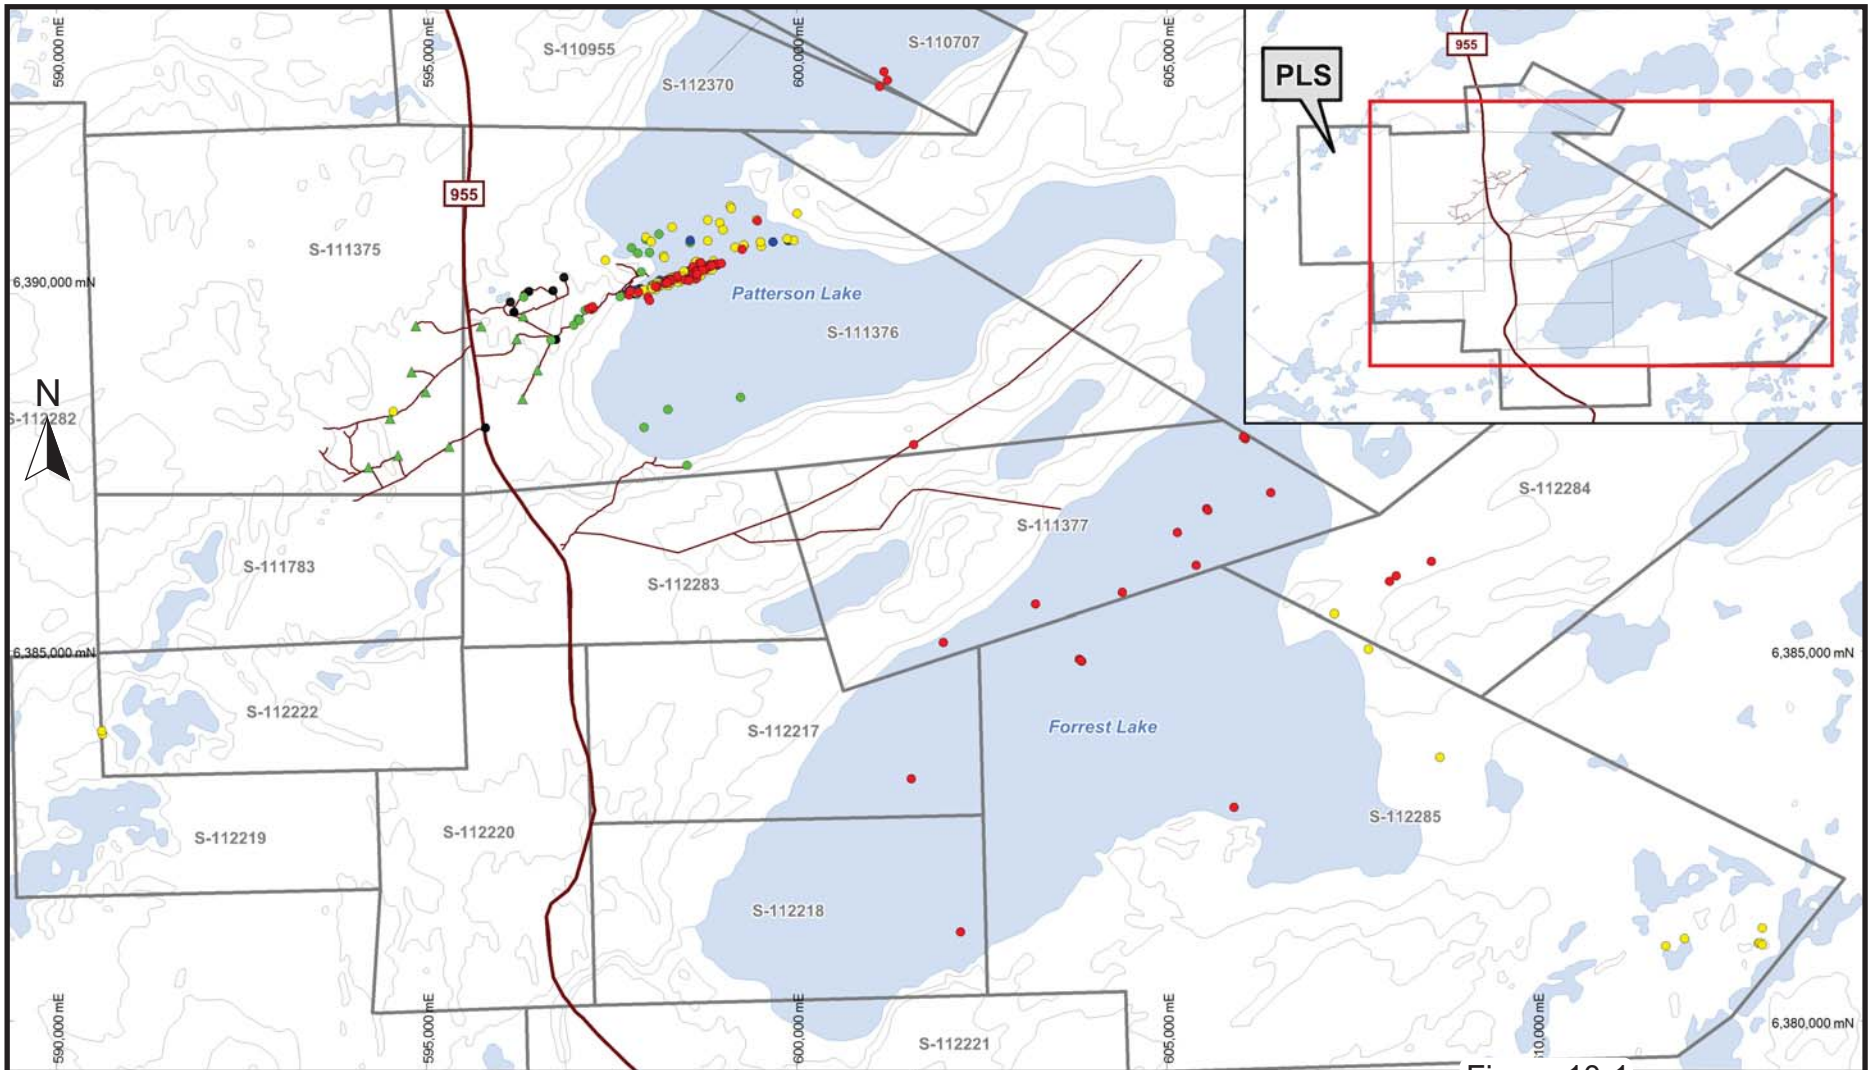 590,000 mE
595,000 mE
600,000 mE
605,000 mE
S-110955
S-110707
S-112370
955
PLS
955
S-111375
6,390,000 mN
Patterson Lake
S-111376
N
S-112282
S-112284
S-111377
S-111783
S-112283
6,385,000 mN
6,385,000 mN
S-112222
S-112217
Forrest Lake
S-112219
S-112220
S-112285
S-112218
590,000 mE
595,000 mE
600,000 mE
605,000 mE
610,000 mE
6,380,000 mN
S-112221